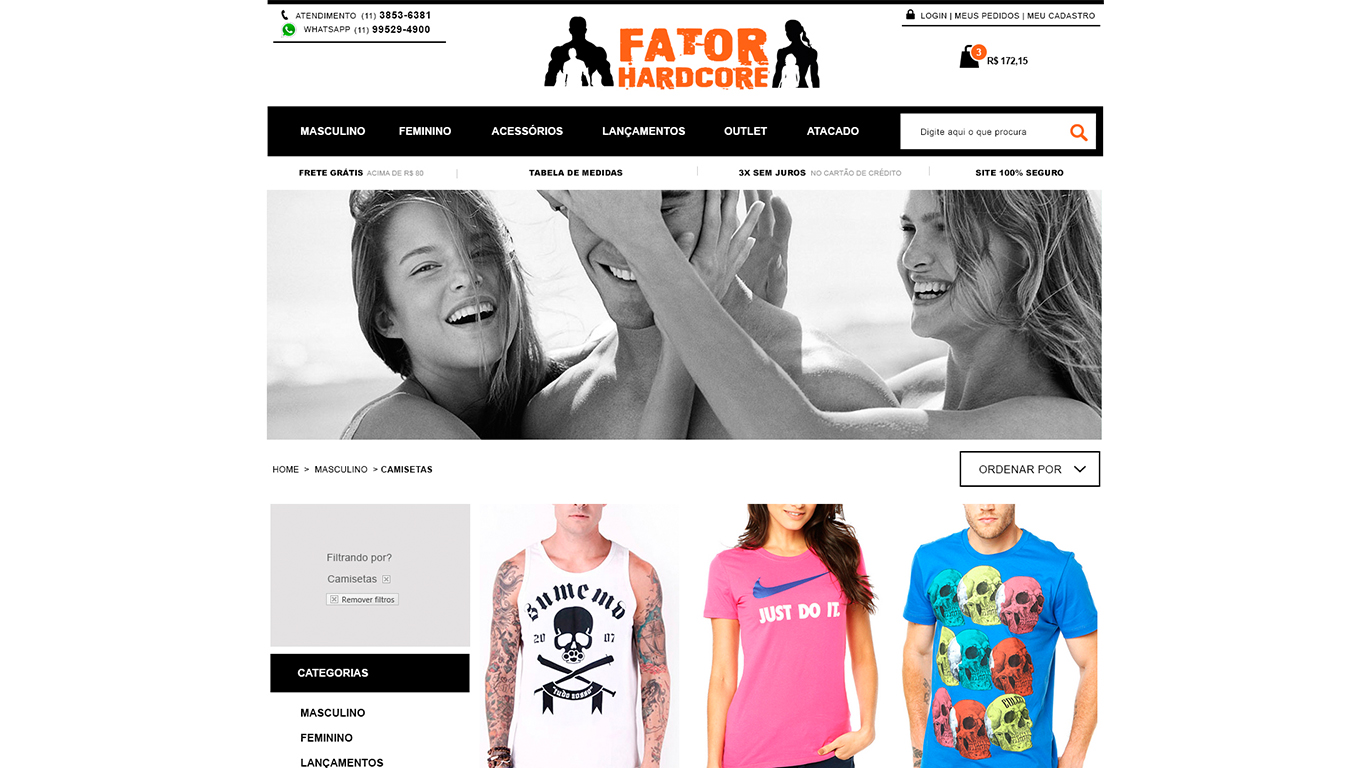 ATENDIMENTO (11) 3853-6381
WHATSAPP (11) 99529-4900
FATOR
HARDCORE
LOGIN | MEUS PEDIDOS | MEU CADASTRO
3
R$ 172,15
MASCULINO FEMININO ACESSÓRIOS LANÇAMENTOS OUTLET ATACADO
Digite aqui o que procura
FRETE GRÁTIS ACIMA DE R$ 80 | TABELA DE MEDIDAS | 3X SEM JUROS NO CARTÃO DE CRÉDITO | SITE 100% SEGURO
HOME > MASCULINO > CAMISETAS
ORDENAR POR
Filtrando por?
Camisetas
Remover filtros
CATEGORIAS
MASCULINO
FEMININO
LANÇAMENTOS
20 07
JUST DO IT.